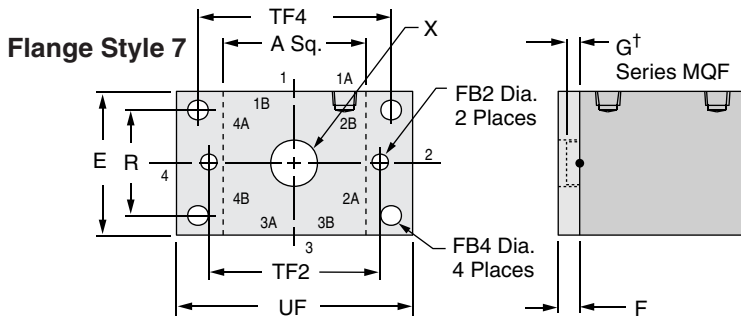 TF4
Flange Style 7
A Sq.
X
G†
Series MQF
1
1A
1B
FB2 Dia.
2 Places
4A
2B
E
R
2
4
4B
2A
3A
3B
3
FB4 Dia.
4 Places
TF2
UF
F